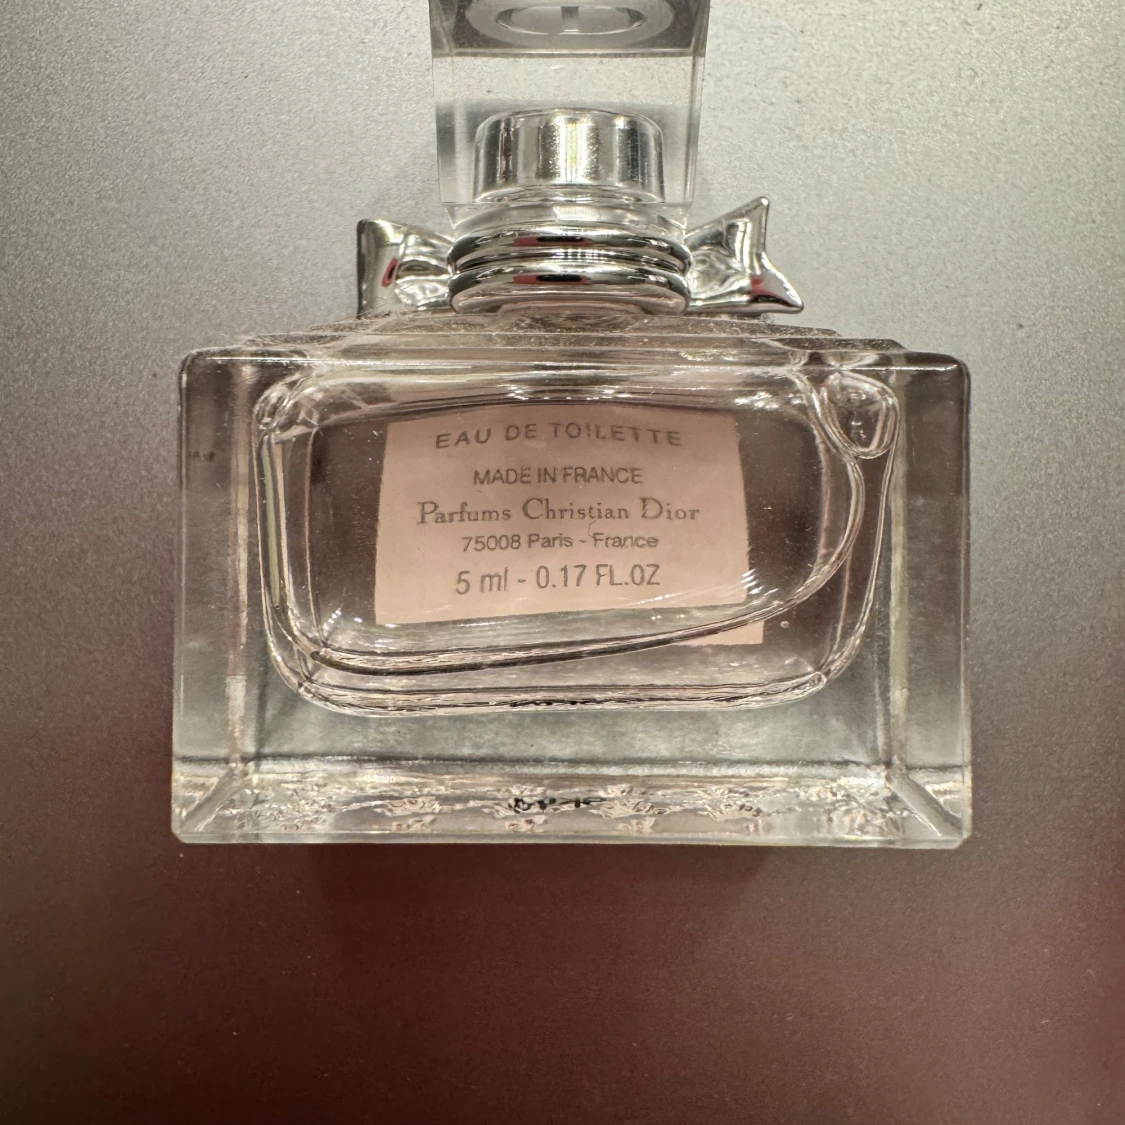 EAU DE TOILETTE
MADE IN FRANCE
Parfums Christian Dior
75008 Paris - France
5 ml - 0.17 FL.OZ